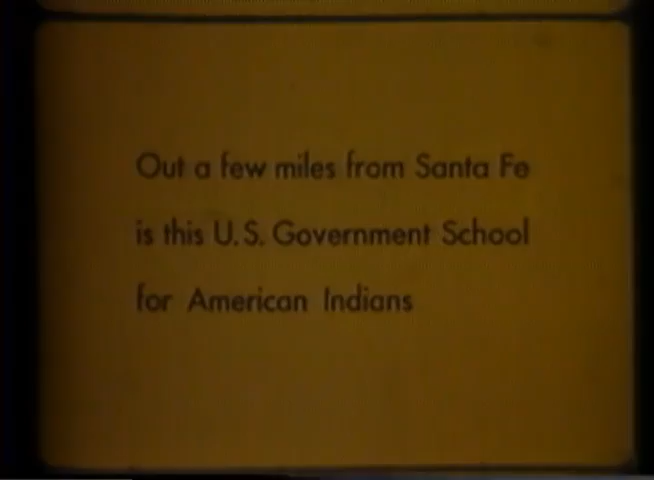 Out a few miles from Santa Fe
is this U.S. Government School
for American Indians